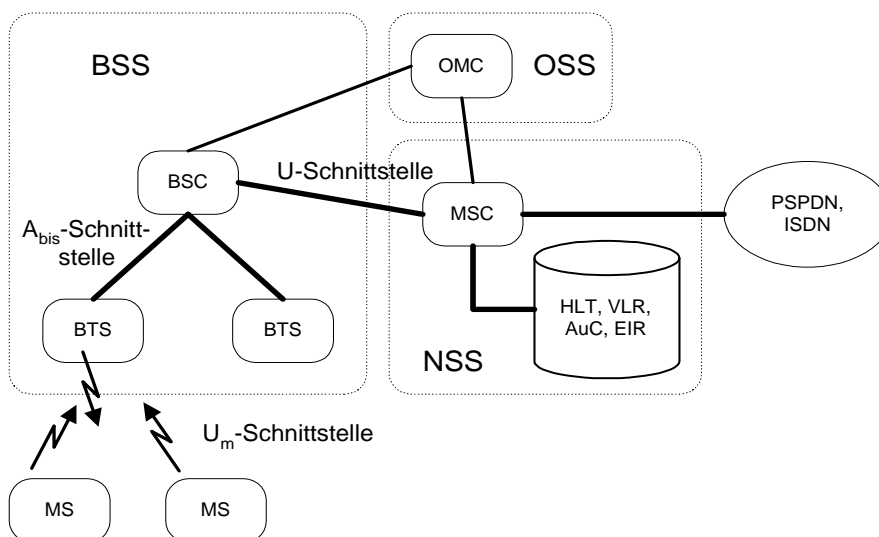 BSS
OMC
OSS
BSC
U-Schnittstelle
MSC
PSPDN,
ISDN
Abis-Schnitt-
stelle
BTS
BTS
HLT, VLR,
AuC, EIR
NSS
Um-Schnittstelle
MS
MS